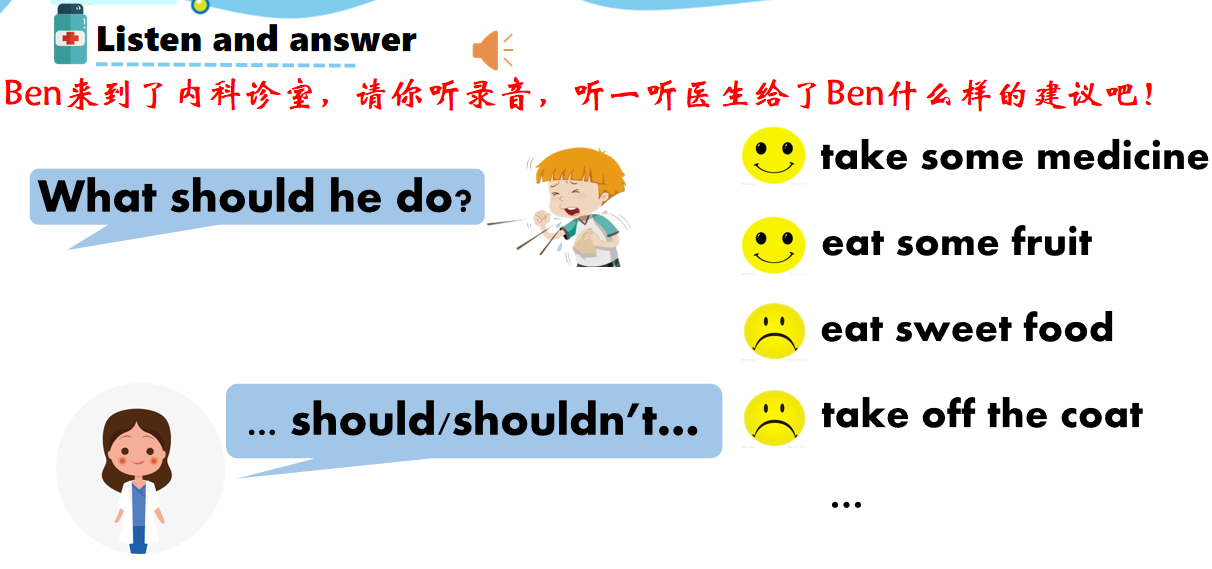 Listen and answer
Ben来到了内科诊室，请你听录音，听一听医生给了Ben什么样的建议吧！
What should he do?
take some medicine
eat some fruit
eat sweet food
take off the coat
...
... should/shouldn't...